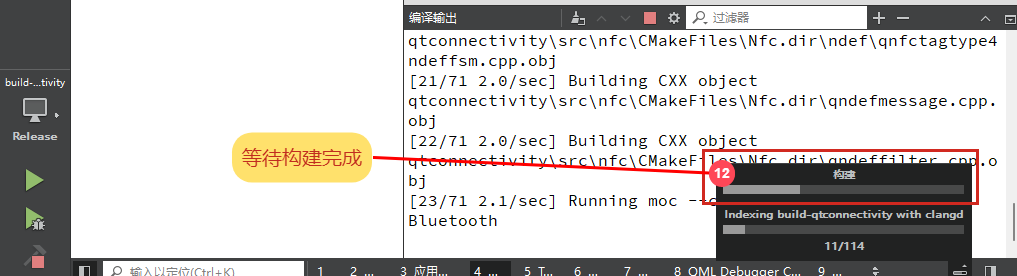 编译输出
过滤器
qtconnectivity\src\nfc\CMakeFiles\Nfc.dir\ndef\qnfctagtype4
ndeffsm.cpp.obj
[21/71 2.0/sec] Building CXX object
qtconnectivity\src\nfc\CMakeFiles\Nfc.dir\qndefmessage.cpp.
obj
[22/71 2.0/sec] Building CXX object
qtconnectivity\src\nfc\CMakeFiles\Nfc.dir\qndeffilter.cpp.o
bj
[23/71 2.1/sec] Running moc --c
Bluetooth
build-...tivity
Release
等待构建完成
12
构建
Indexing build-qtconnectivity with clangd
11/114
输入以定位(Ctrl+K)
1 2 ... 3 应用... 4 ... 5 T... 6 ... 7 ... 8 QML Debugger C... 9 ...